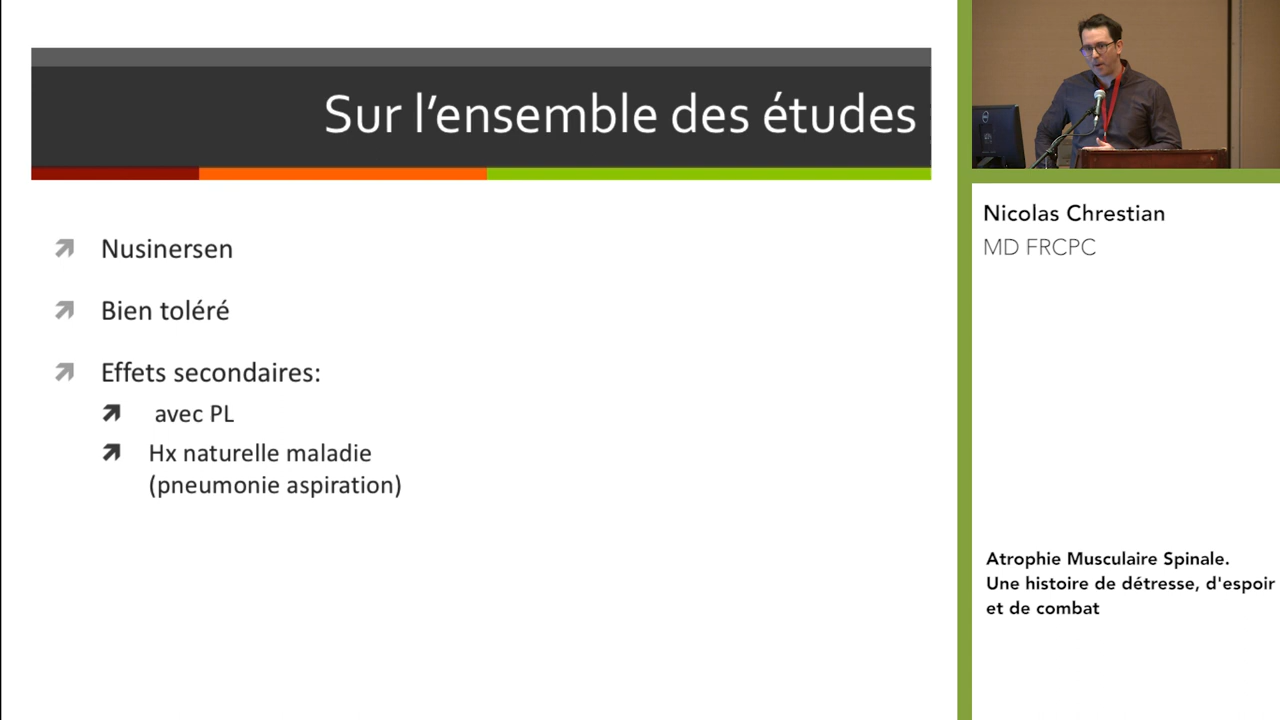 Sur l’ensemble des études
Nusinersen
Bien toléré
Effets secondaires:
avec PL
Hx naturelle maladie
(pneumonie aspiration)
Nicolas Chrestian
MD FRCPC
Atrophie Musculaire Spinale.
Une histoire de détresse, d'espoir
et de combat